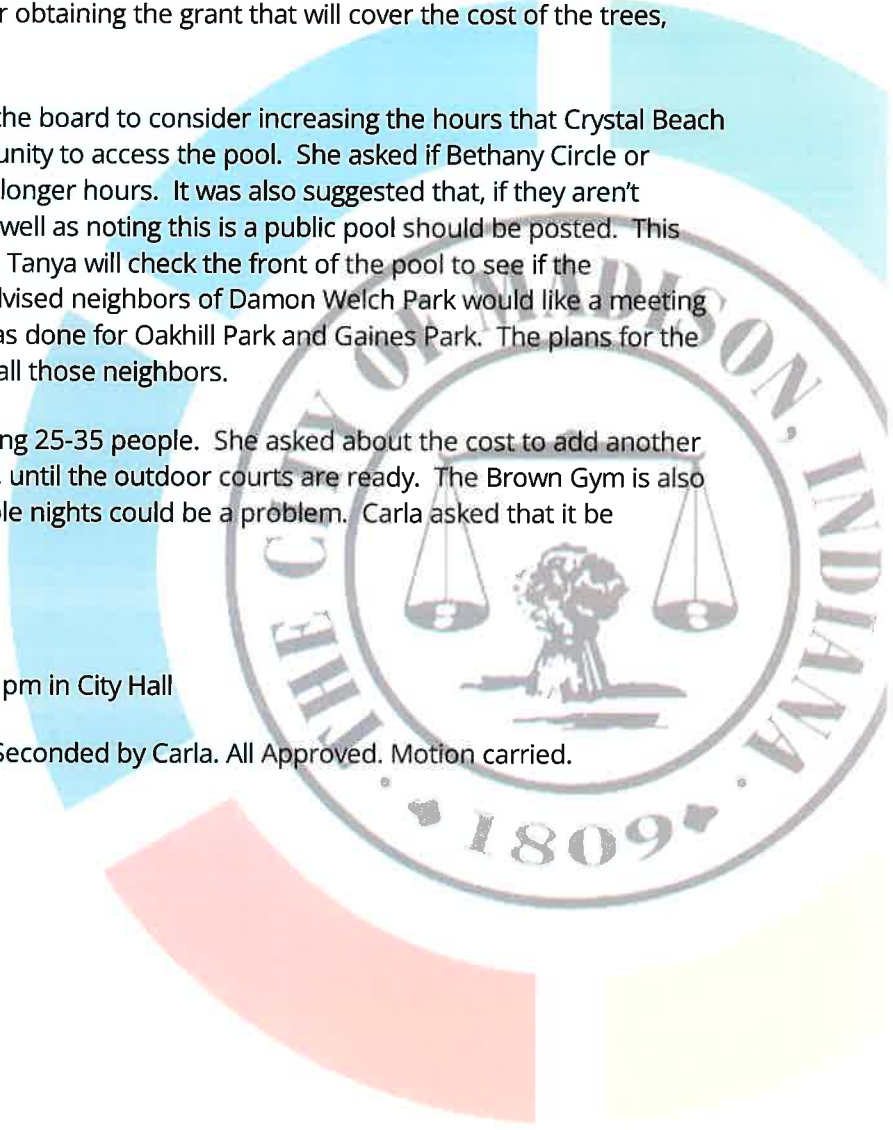 r obtaining the grant that will cover the cost of the trees,
the board to consider increasing the hours that Crystal Beach
unity to access the pool. She asked if Bethany Circle or
longer hours. It was also suggested that, if they aren't
well as noting this is a public pool should be posted. This
Tanya will check the front of the pool to see if the
dvised neighbors of Damon Welch Park would like a meeting
as done for Oakhill Park and Gaines Park. The plans for the
all those neighbors.
ng 25-35 people. She asked about the cost to add another
until the outdoor courts are ready. The Brown Gym is also
le nights could be a problem. Carla asked that it be
pm in City Hall
Seconded by Carla. All Approved. Motion carried.
THE CITY OF MADISON, INDIANA
1809